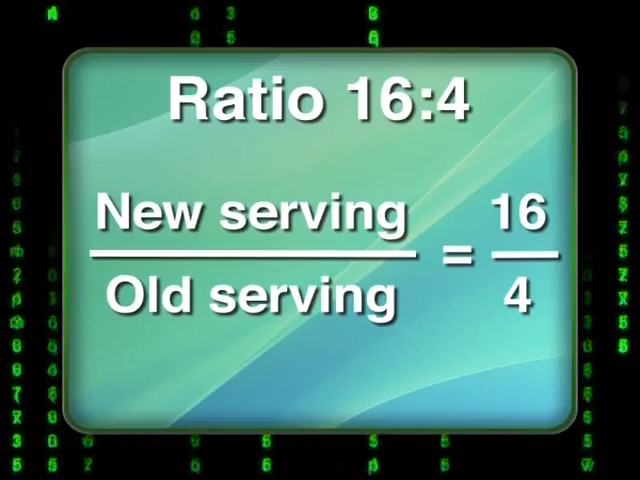 Ratio 16:4
New serving
Old serving
=
16
4